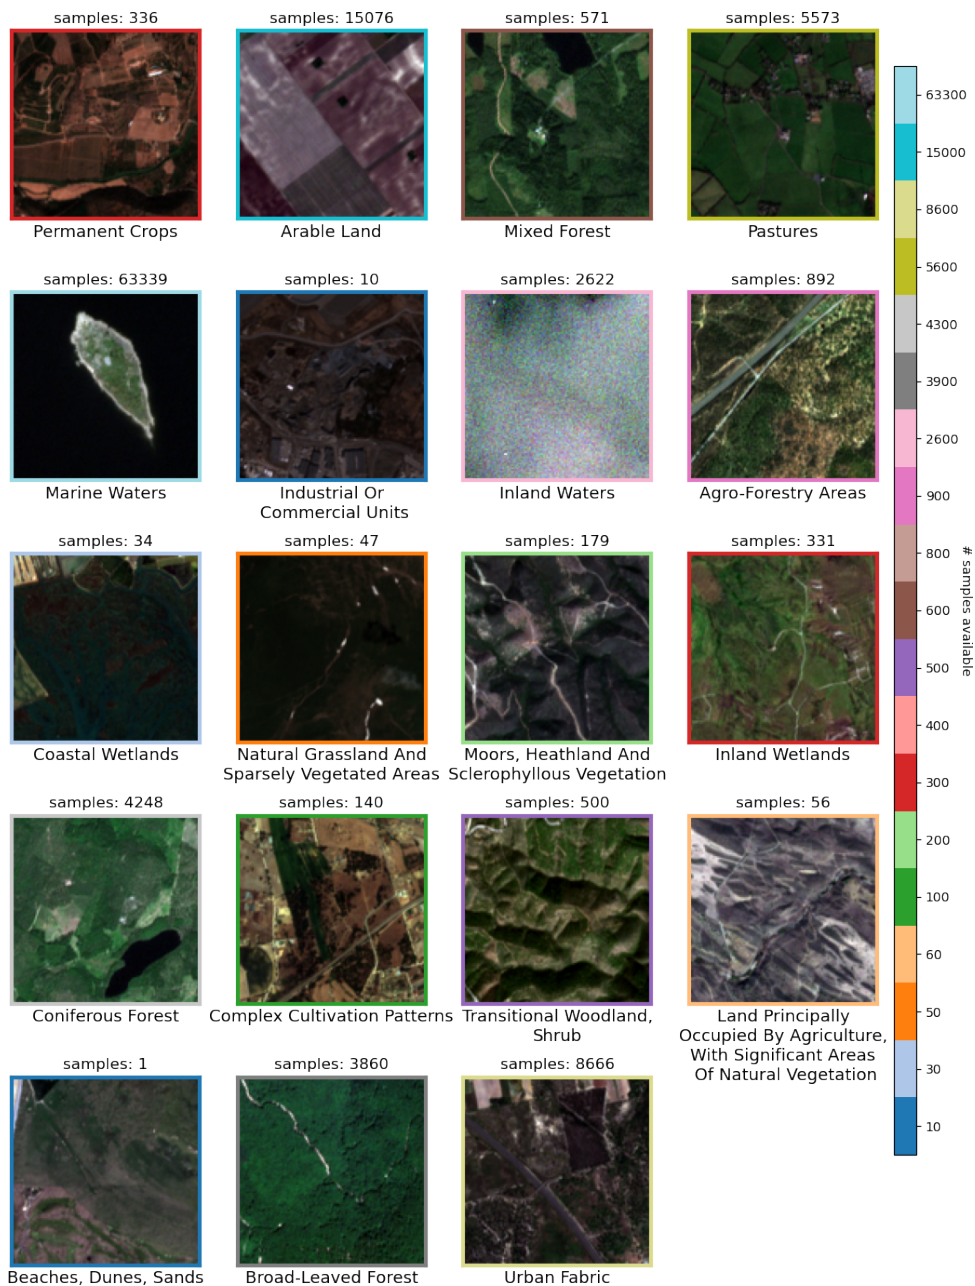 samples: 336
samples: 15076
samples: 571
samples: 5573
Permanent Crops
Arable Land
Mixed Forest
Pastures
samples: 63339
samples: 10
samples: 2622
samples: 892
Marine Waters
Industrial Or
Commercial Units
Inland Waters
Agro-Forestry Areas
samples: 34
samples: 47
samples: 179
samples: 331
Coastal Wetlands
Natural Grassland And
Sparsely Vegetated Areas
Moors, Heathland And
Sclerophyllous Vegetation
Inland Wetlands
samples: 4248
samples: 140
samples: 500
samples: 56
Coniferous Forest
Complex Cultivation Patterns
Transitional Woodland,
Shrub
Land Principally
Occupied By Agriculture,
With Significant Areas
Of Natural Vegetation
samples: 1
samples: 3860
samples: 8666
Beaches, Dunes, Sands
Broad-Leaved Forest
Urban Fabric
63300
15000
8600
5600
4300
3900
2600
900
800
600
500
400
300
200
100
60
50
30
10
# samples available